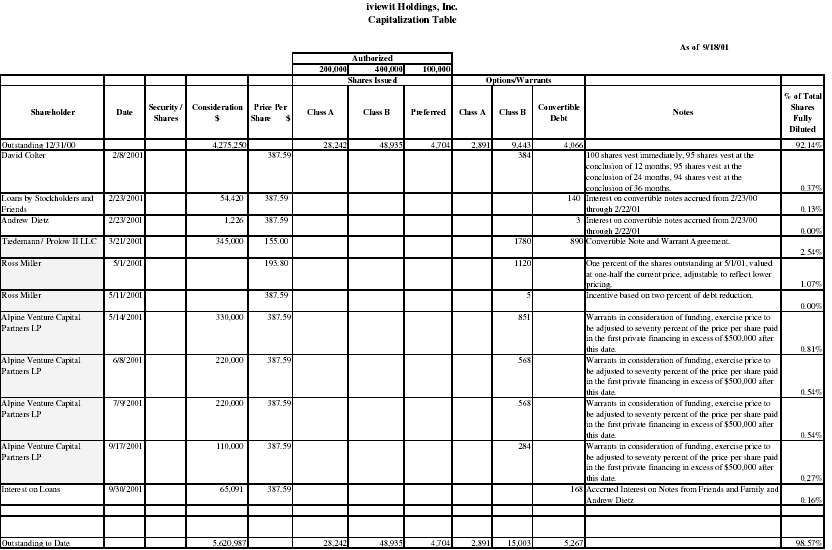 iviewit Holdings, Inc.
Capitalization Table
As of 9/18/01
Authorized
200,000 400,000 100,000
Shares Issued Options/Warrants
Shareholder Date Security / Shares Consideration $ Price Per Share $ Class A Class B Preferred Class A Class B Convertible Debt Notes % of Total Shares Fully Diluted
Outstanding 12/31/00 4,275,250 28,242 48,935 4,704 2,891 9,443 4,066 92.14%
David Colter 2/8/2001 387.59 384 100 shares vest immediately, 95 shares vest at the
conclusion of 12 months, 95 shares vest at the
conclusion of 24 months, 94 shares vest at the
conclusion of 36 months. 0.37%
Loans by Stockholders and 2/23/2001 54,420 387.59 140 Interest on convertible notes accrued from 2/23/00
Friends through 2/22/01 0.13%
Andrew Dietz 2/23/2001 1,226 387.59 3 Interest on convertible notes accrued from 2/23/00
through 2/22/01 0.00%
Tiedemann / Prolow II LLC 3/21/2001 345,000 155.00 1780 890 Convertible Note and Warrant Agreement.
2.54%
Ross Miller 5/1/2001 193.80 1120 One percent of the shares outstanding at 5/1/01, valued
at one-half the current price, adjustable to reflect lower
pricing. 1.07%
Ross Miller 5/11/2001 387.59 5 Incentive based on two percent of debt reduction.
0.00%
Alpine Venture Capital 5/14/2001 330,000 387.59 851 Warrants in consideration of funding, exercise price to
Partners LP be adjusted to seventy percent of the price per share paid
in the first private financing in excess of $500,000 after
this date. 0.81%
Alpine Venture Capital 6/8/2001 220,000 387.59 568 Warrants in consideration of funding, exercise price to
Partners LP be adjusted to seventy percent of the price per share paid
in the first private financing in excess of $500,000 after
this date. 0.54%
Alpine Venture Capital 7/9/2001 220,000 387.59 568 Warrants in consideration of funding, exercise price to
Partners LP be adjusted to seventy percent of the price per share paid
in the first private financing in excess of $500,000 after
this date. 0.54%
Alpine Venture Capital 9/17/2001 110,000 387.59 284 Warrants in consideration of funding, exercise price to
Partners LP be adjusted to seventy percent of the price per share paid
in the first private financing in excess of $500,000 after
this date. 0.27%
Interest on Loans 9/30/2001 65,091 387.59 168 Acccrued Interest on Notes from Friends and Family and
Andrew Dietz 0.16%
Outstanding to Date 5,620,987 28,242 48,935 4,704 2,891 15,003 5,267 98.57%